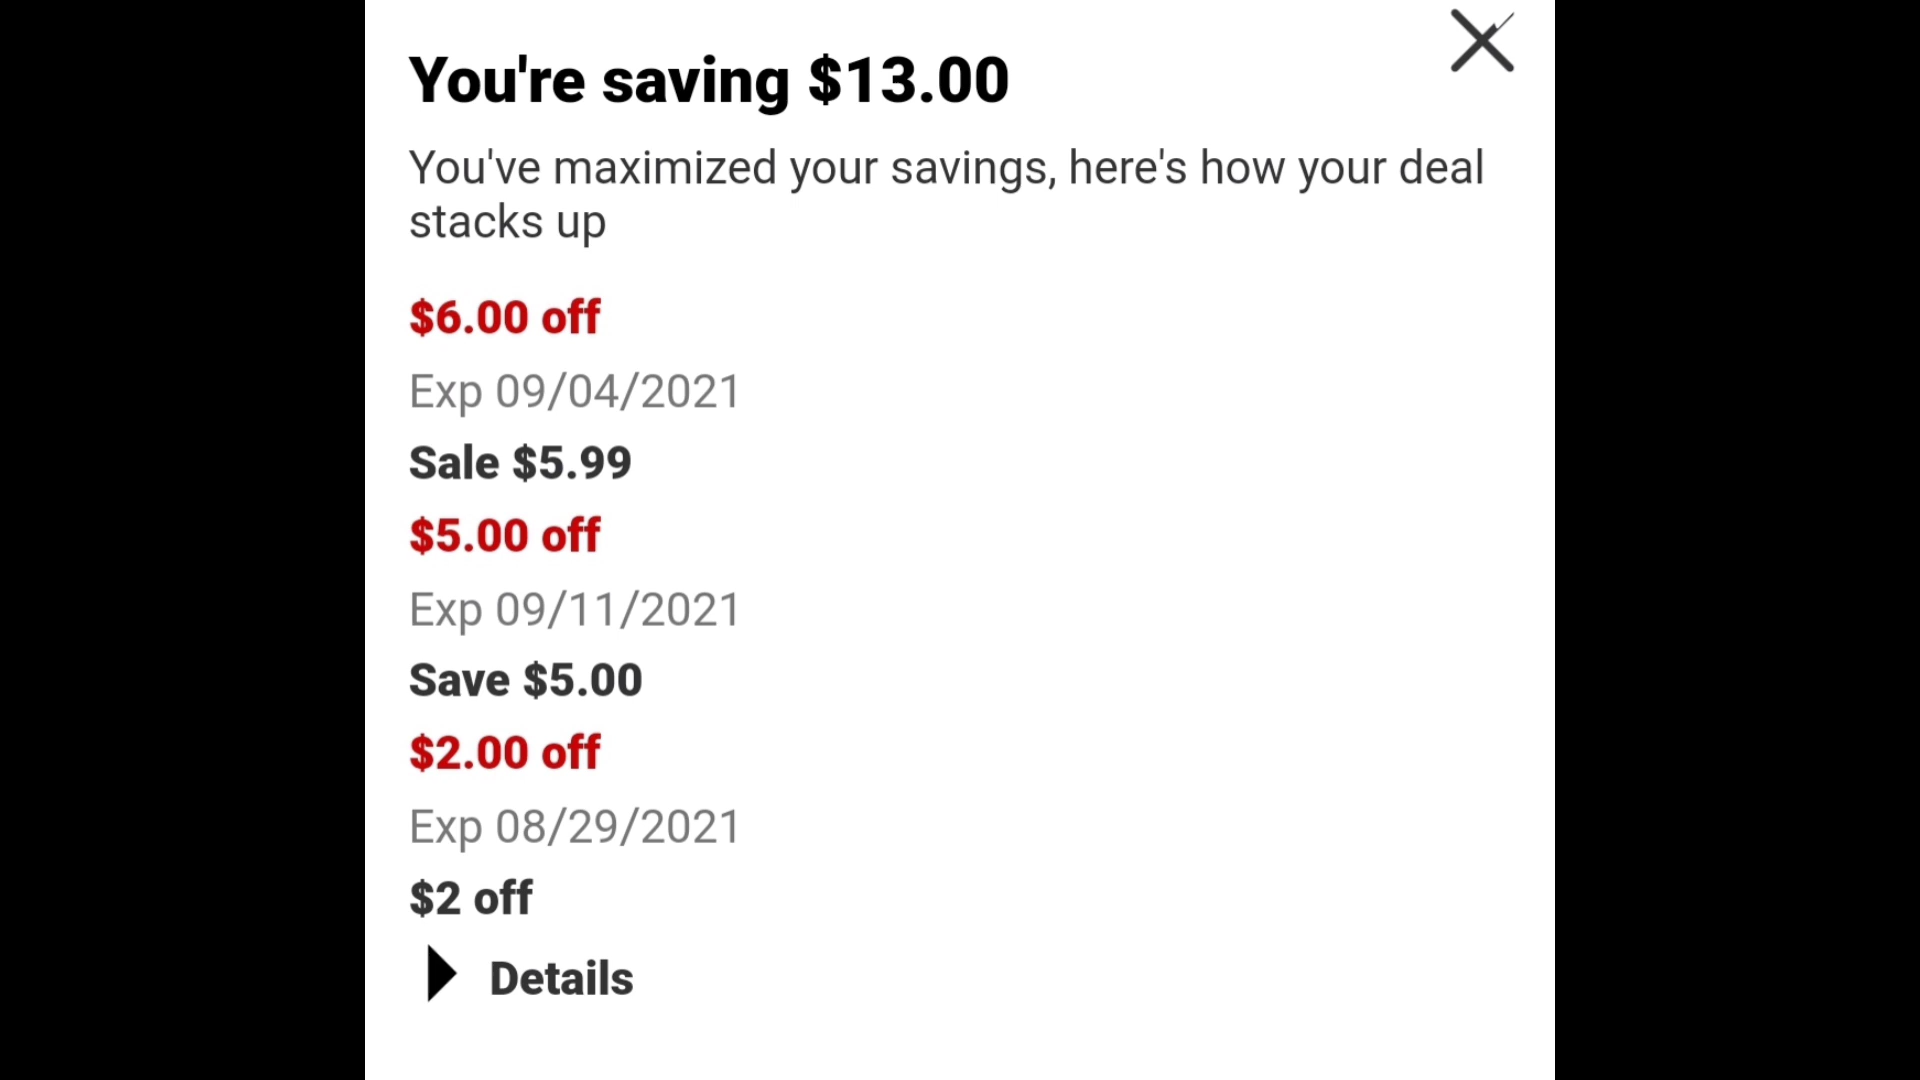 You're saving $13.00
You've maximized your savings, here's how your deal
stacks up
$6.00 off
Exp 09/04/2021
Sale $5.99
$5.00 off
Exp 09/11/2021
Save $5.00
$2.00 off
Exp 08/29/2021
$2 off
Details